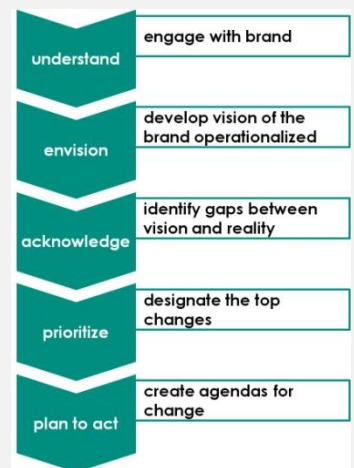 understand
engage with brand
envision
develop vision of the
brand operationalized
acknowledge
identify gaps between
vision and reality
prioritize
designate the top
changes
plan to act
create agendas for
change